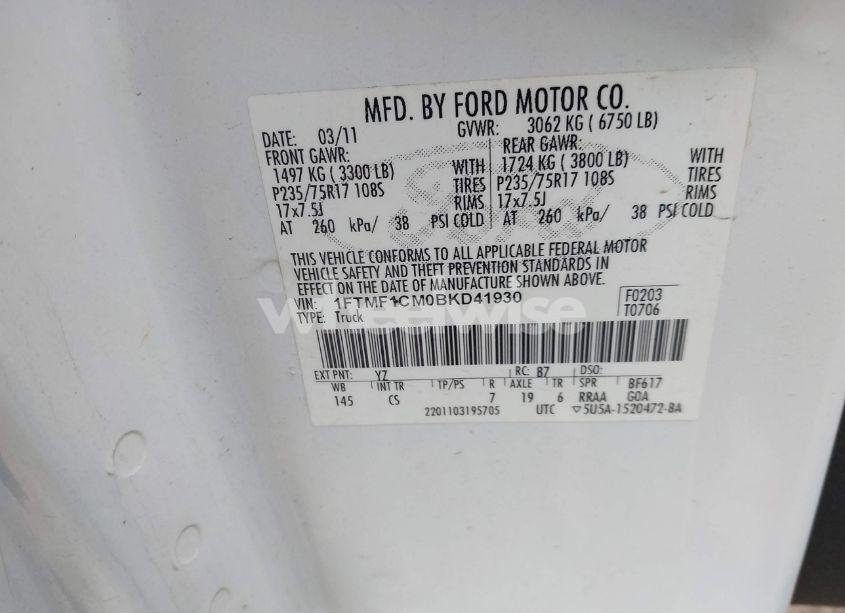 MFD. BY FORD MOTOR CO.
DATE: 03/11 GVWR: 3062 KG ( 6750 LB)
FRONT GAWR: REAR GAWR:
1497 KG ( 3300 LB) WITH 1724 KG ( 3800 LB) WITH
P235/75R17 108S TIRES P235/75R17 108S TIRES
17x7.5J RIMS 17x7.5J RIMS
AT 260 kPa/ 38 PSI COLD AT 260 kPa/ 38 PSI COLD
THIS VEHICLE CONFORMS TO ALL APPLICABLE FEDERAL MOTOR
VEHICLE SAFETY AND THEFT PREVENTION STANDARDS IN
EFFECT ON THE DATE OF MANUFACTURE SHOWN ABOVE.
VIN: 1FTMF1CM0BKD41930 F0203
TYPE: Truck T0706
wheelwise
EXT PNT: YZ RC: 87 DSO:
WB INT TR TP/PS R AXLE TR SPR BF617
145 CS 7 19 6 RRAA GOA
2201103195705 UTC ▽5U5A-1520472-BA